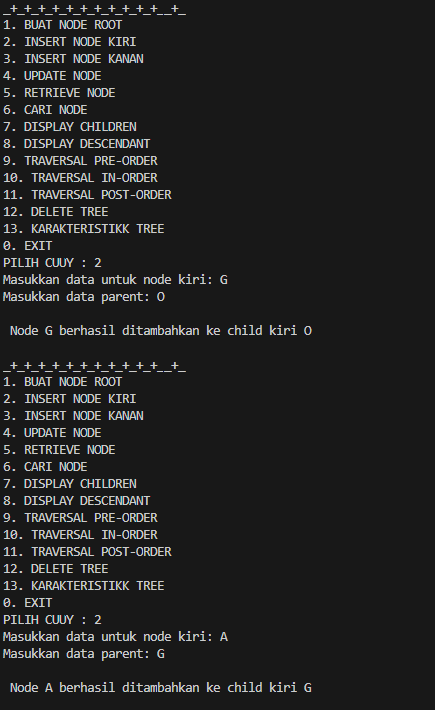 _+_+_+_+_+_+_+_+_+_+_+__+_
1. BUAT NODE ROOT
2. INSERT NODE KIRI
3. INSERT NODE KANAN
4. UPDATE NODE
5. RETRIEVE NODE
6. CARI NODE
7. DISPLAY CHILDREN
8. DISPLAY DESCENDANT
9. TRAVERSAL PRE-ORDER
10. TRAVERSAL IN-ORDER
11. TRAVERSAL POST-ORDER
12. DELETE TREE
13. KARAKTERISTIKK TREE
0. EXIT
PILIH CUUY : 2
Masukkan data untuk node kiri: G
Masukkan data parent: O
Node G berhasil ditambahkan ke child kiri O
_+_+_+_+_+_+_+_+_+_+_+__+_
1. BUAT NODE ROOT
2. INSERT NODE KIRI
3. INSERT NODE KANAN
4. UPDATE NODE
5. RETRIEVE NODE
6. CARI NODE
7. DISPLAY CHILDREN
8. DISPLAY DESCENDANT
9. TRAVERSAL PRE-ORDER
10. TRAVERSAL IN-ORDER
11. TRAVERSAL POST-ORDER
12. DELETE TREE
13. KARAKTERISTIKK TREE
0. EXIT
PILIH CUUY : 2
Masukkan data untuk node kiri: A
Masukkan data parent: G
Node A berhasil ditambahkan ke child kiri G